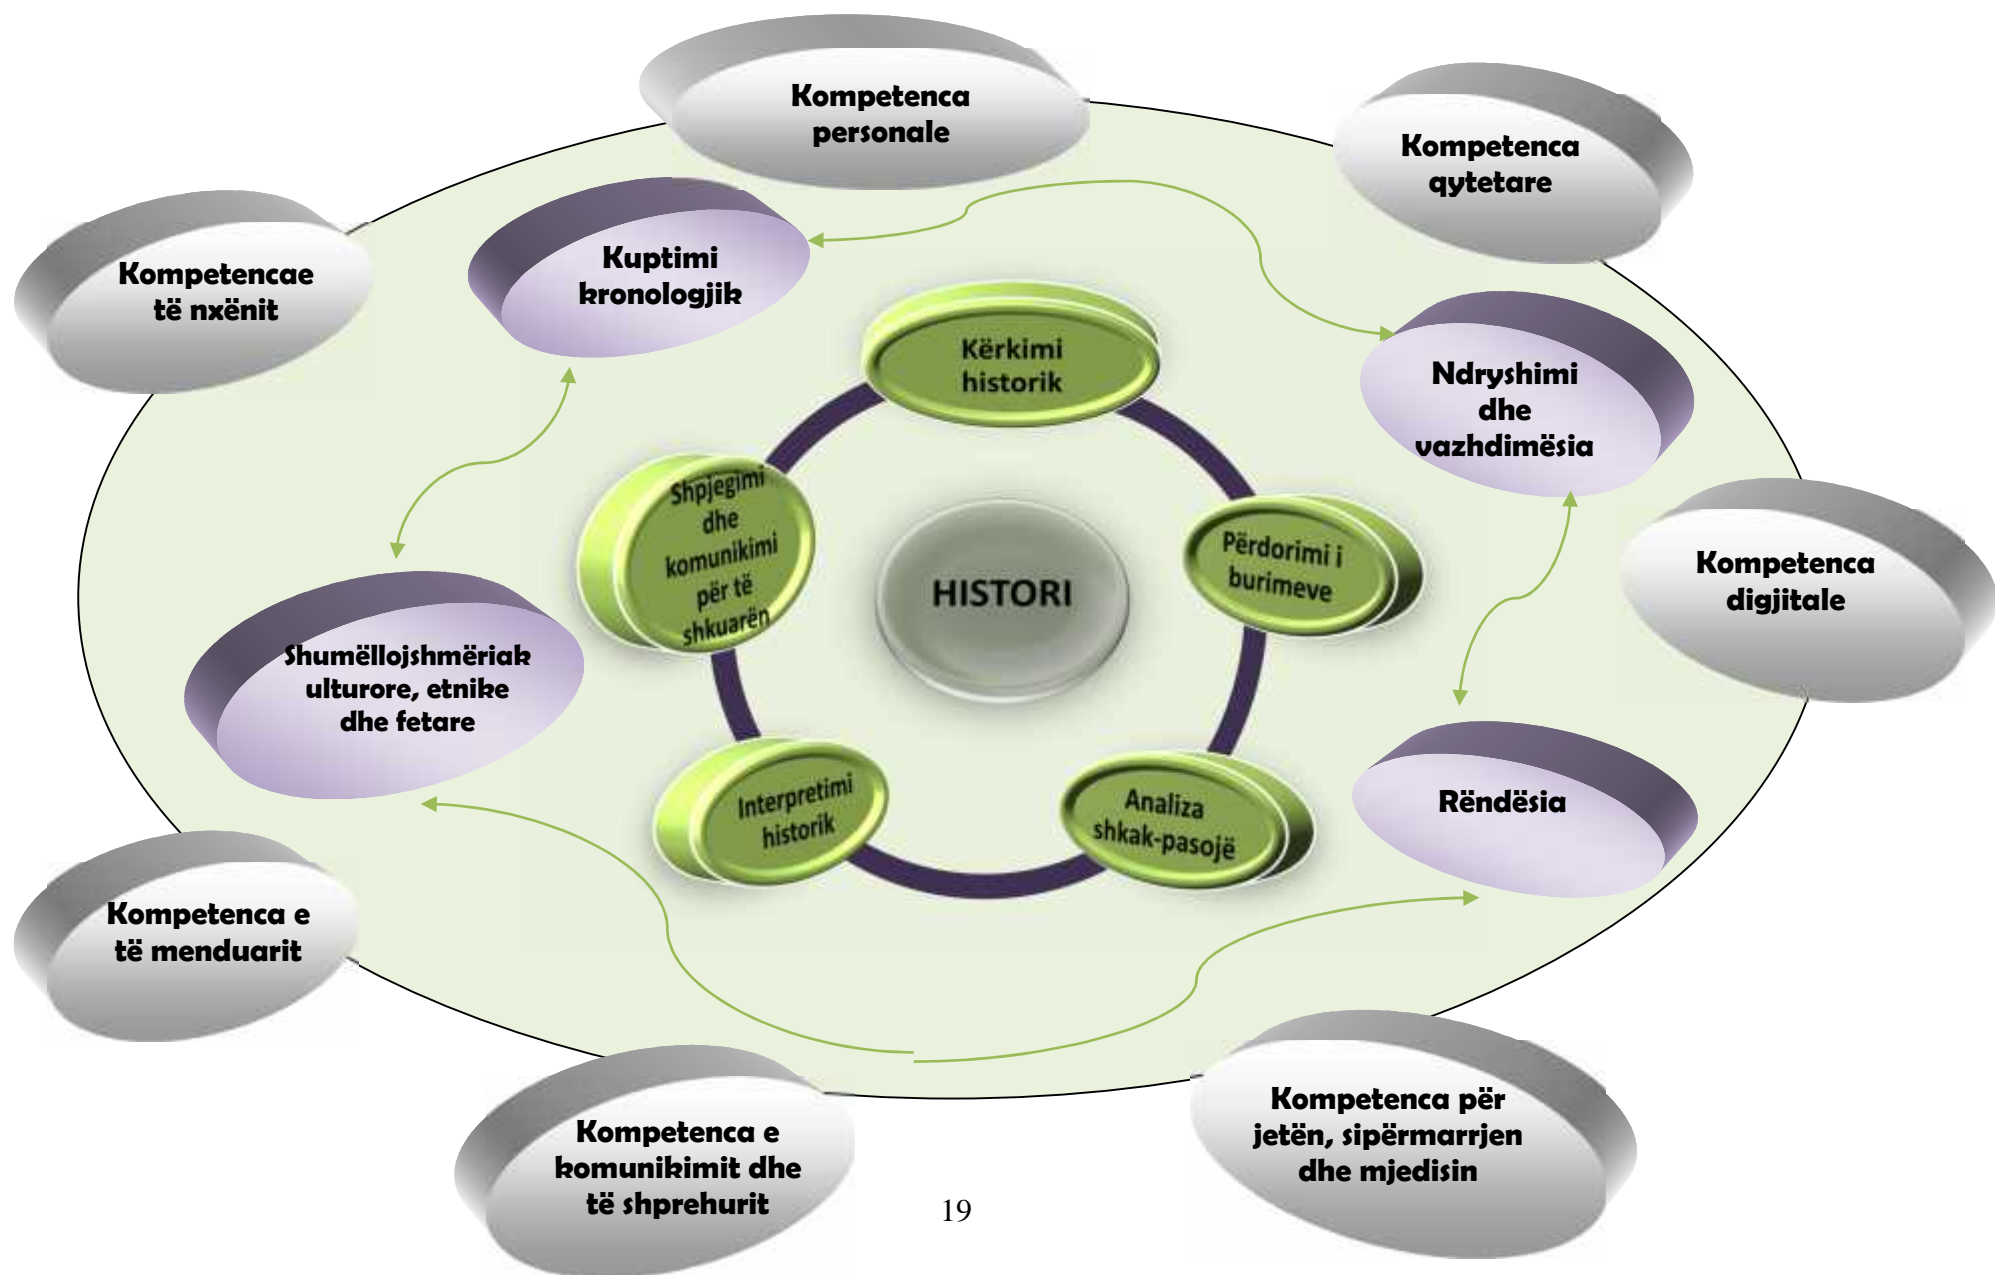 Kompetenca
personale
Kompetenca
qytetare
Kompetencae
të nxënit
Kuptimi
kronologjik
Kërkimi
historik
Ndryshimi
dhe
vazhdimësia
Shpjegimi
dhe
komunikimi
për të
shkuarën
HISTORI
Përdorimi i
burimeve
Kompetenca
digjitale
Shumëllojshmëriak
ulturore, etnike
dhe fetare
Interpretimi
historik
Analiza
shkak-pasojë
Rëndësia
Kompetenca e
të menduarit
Kompetenca e
komunikimit dhe
të shprehurit
Kompetenca për
jetën, sipërmarrjen
dhe mjedisin
19